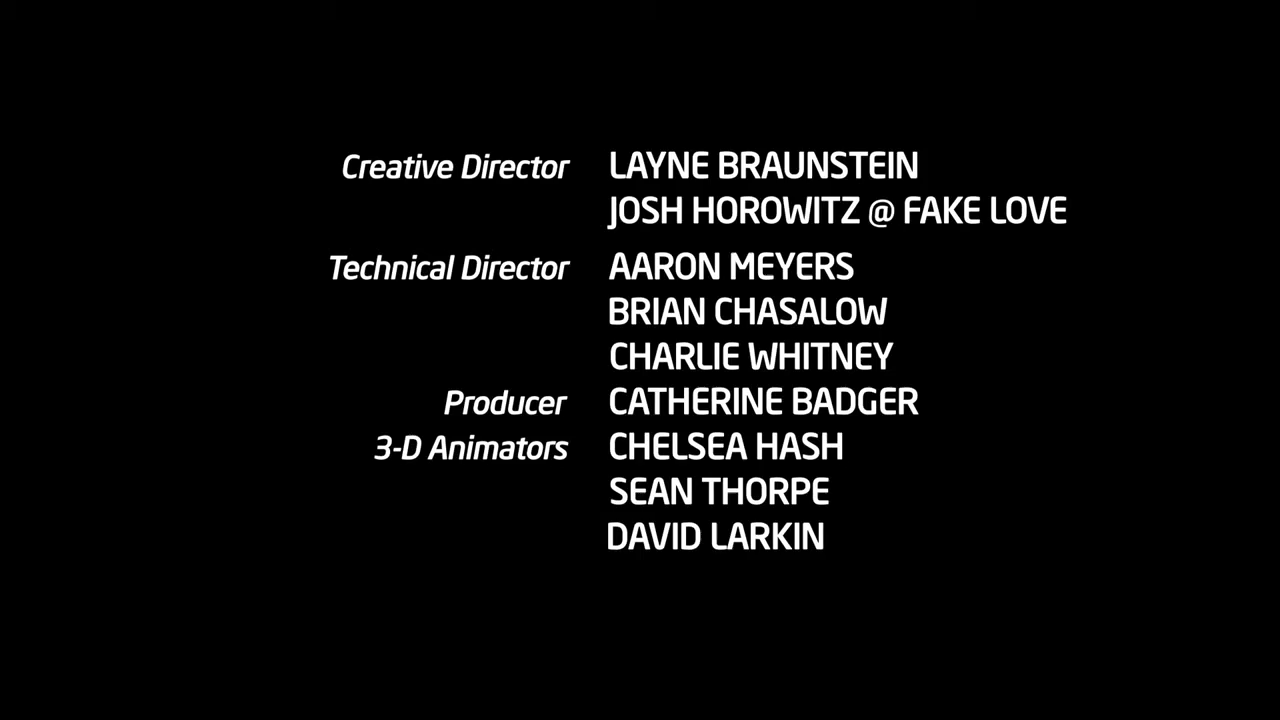 Creative Director LAYNE BRAUNSTEIN
JOSH HOROWITZ @ FAKE LOVE
Technical Director AARON MEYERS
BRIAN CHASALOW
CHARLIE WHITNEY
Producer CATHERINE BADGER
3-D Animators CHELSEA HASH
SEAN THORPE
DAVID LARKIN